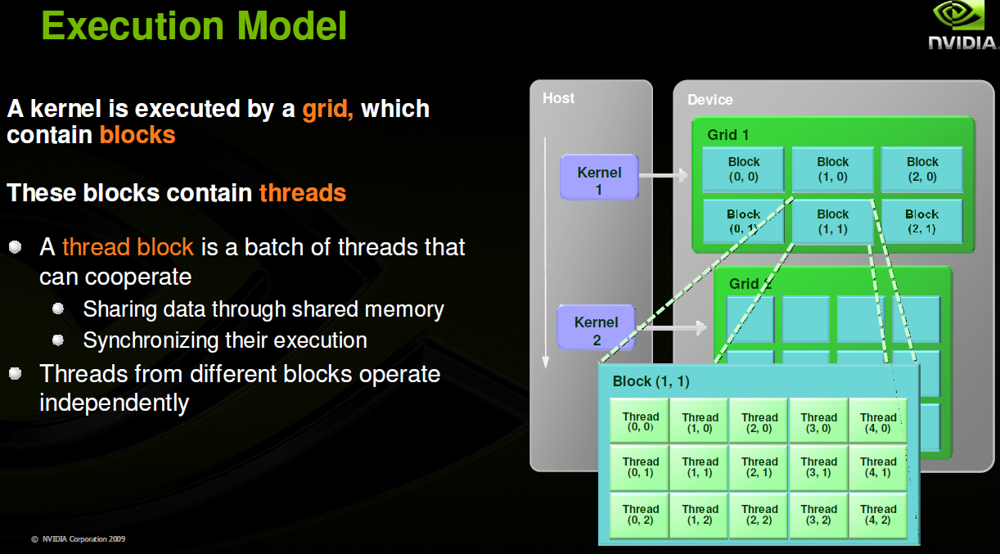 Execution Model
NVIDIA.
A kernel is executed by a grid, which
contain blocks
These blocks contain threads
A thread block is a batch of threads that
can cooperate
Sharing data through shared memory
Synchronizing their execution
Threads from different blocks operate
independently
Host
Kernel
1
Kernel
2
Device
Grid 1
Block
(0, 0)
Block
(1, 0)
Block
(2, 0)
Block
(0, 1)
Block
(1, 1)
Block
(2, 1)
Grid 2
Block (1, 1)
Thread
(0, 0)
Thread
(1, 0)
Thread
(2, 0)
Thread
(3, 0)
Thread
(4, 0)
Thread
(0, 1)
Thread
(1, 1)
Thread
(2, 1)
Thread
(3, 1)
Thread
(4, 1)
Thread
(0, 2)
Thread
(1, 2)
Thread
(2, 2)
Thread
(3, 2)
Thread
(4, 2)
© NVIDIA Corporation 2009